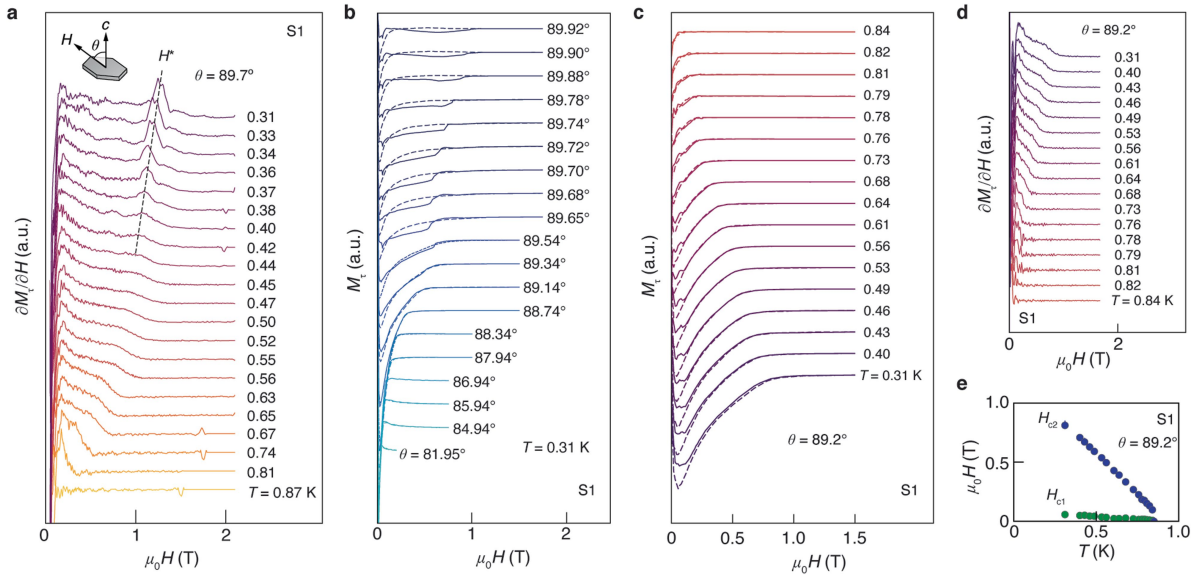 a
S1
H
θ
c
H*
θ = 89.7°
0.31
0.33
0.34
0.36
0.37
0.38
0.40
0.42
0.44
0.45
0.47
0.50
0.52
0.55
0.56
0.63
0.65
0.67
0.74
0.81
T = 0.87 K
∂Mτ/∂H (a.u.)
0 1 2
μ0H (T)
b
89.92°
89.90°
89.88°
89.78°
89.74°
89.72°
89.70°
89.68°
89.65°
89.54°
89.34°
89.14°
88.74°
88.34°
87.94°
86.94°
85.94°
84.94°
θ = 81.95°
T = 0.31 K
S1
Mτ (a.u.)
0 1 2
μ0H (T)
c
0.84
0.82
0.81
0.79
0.78
0.76
0.73
0.68
0.64
0.61
0.56
0.53
0.49
0.46
0.43
0.40
T = 0.31 K
θ = 89.2°
S1
Mτ (a.u.)
0 0.5 1.0 1.5
μ0H (T)
d
θ = 89.2°
0.31
0.40
0.43
0.46
0.49
0.53
0.56
0.61
0.64
0.68
0.73
0.76
0.78
0.79
0.81
0.82
T = 0.84 K
S1
∂Mτ/∂H (a.u.)
0 2
μ0H (T)
e
1.0
0.5
0
Hc2
Hc1
S1
θ = 89.2°
μ0H (T)
0 0.5 1.0
T (K)